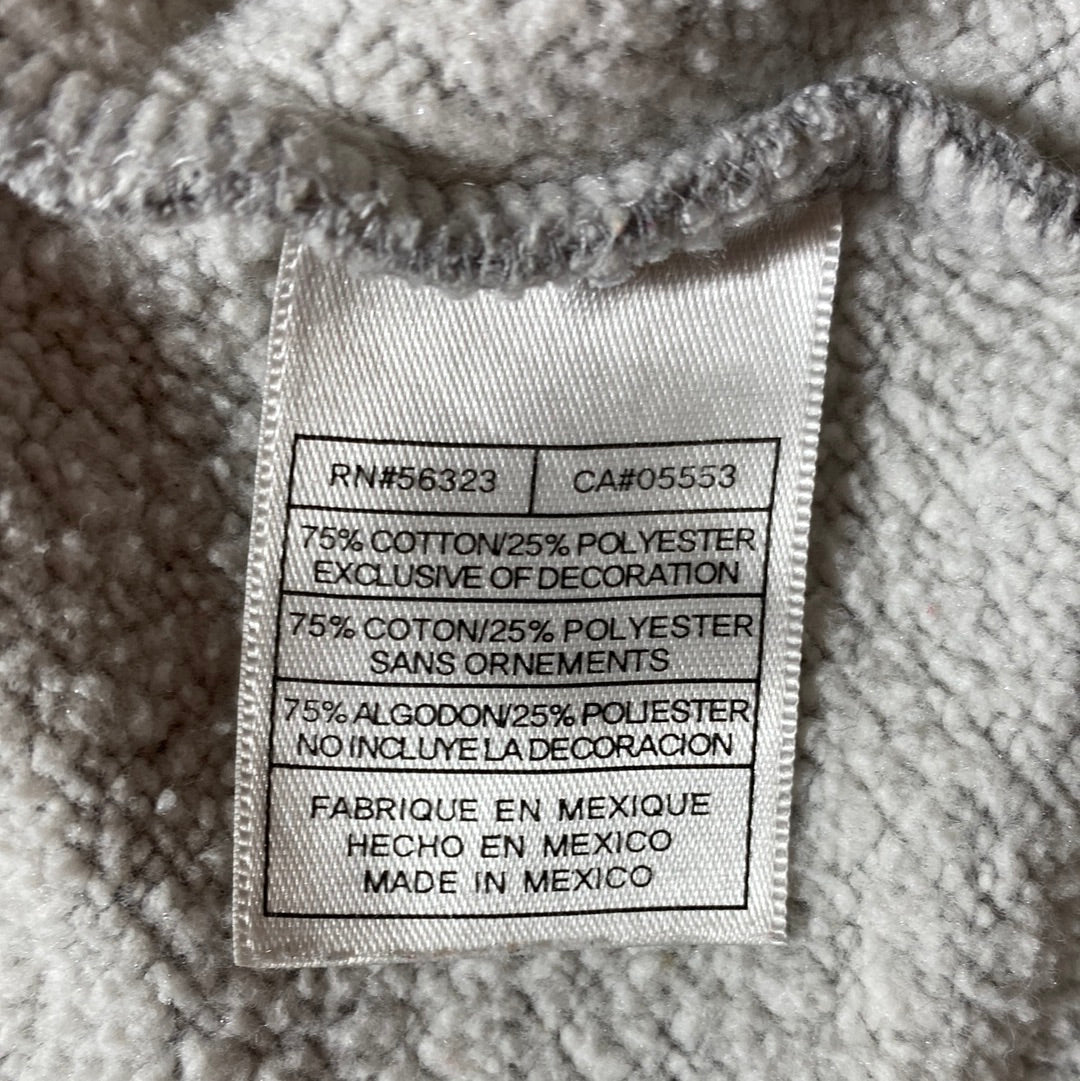 RN#56323 CA#05553
75% COTTON/25% POLYESTER
EXCLUSIVE OF DECORATION
75% COTON/25% POLYESTER
SANS ORNEMENTS
75% ALGODON/25% POLIESTER
NO INCLUYE LA DECORACION
FABRIQUE EN MEXIQUE
HECHO EN MEXICO
MADE IN MEXICO